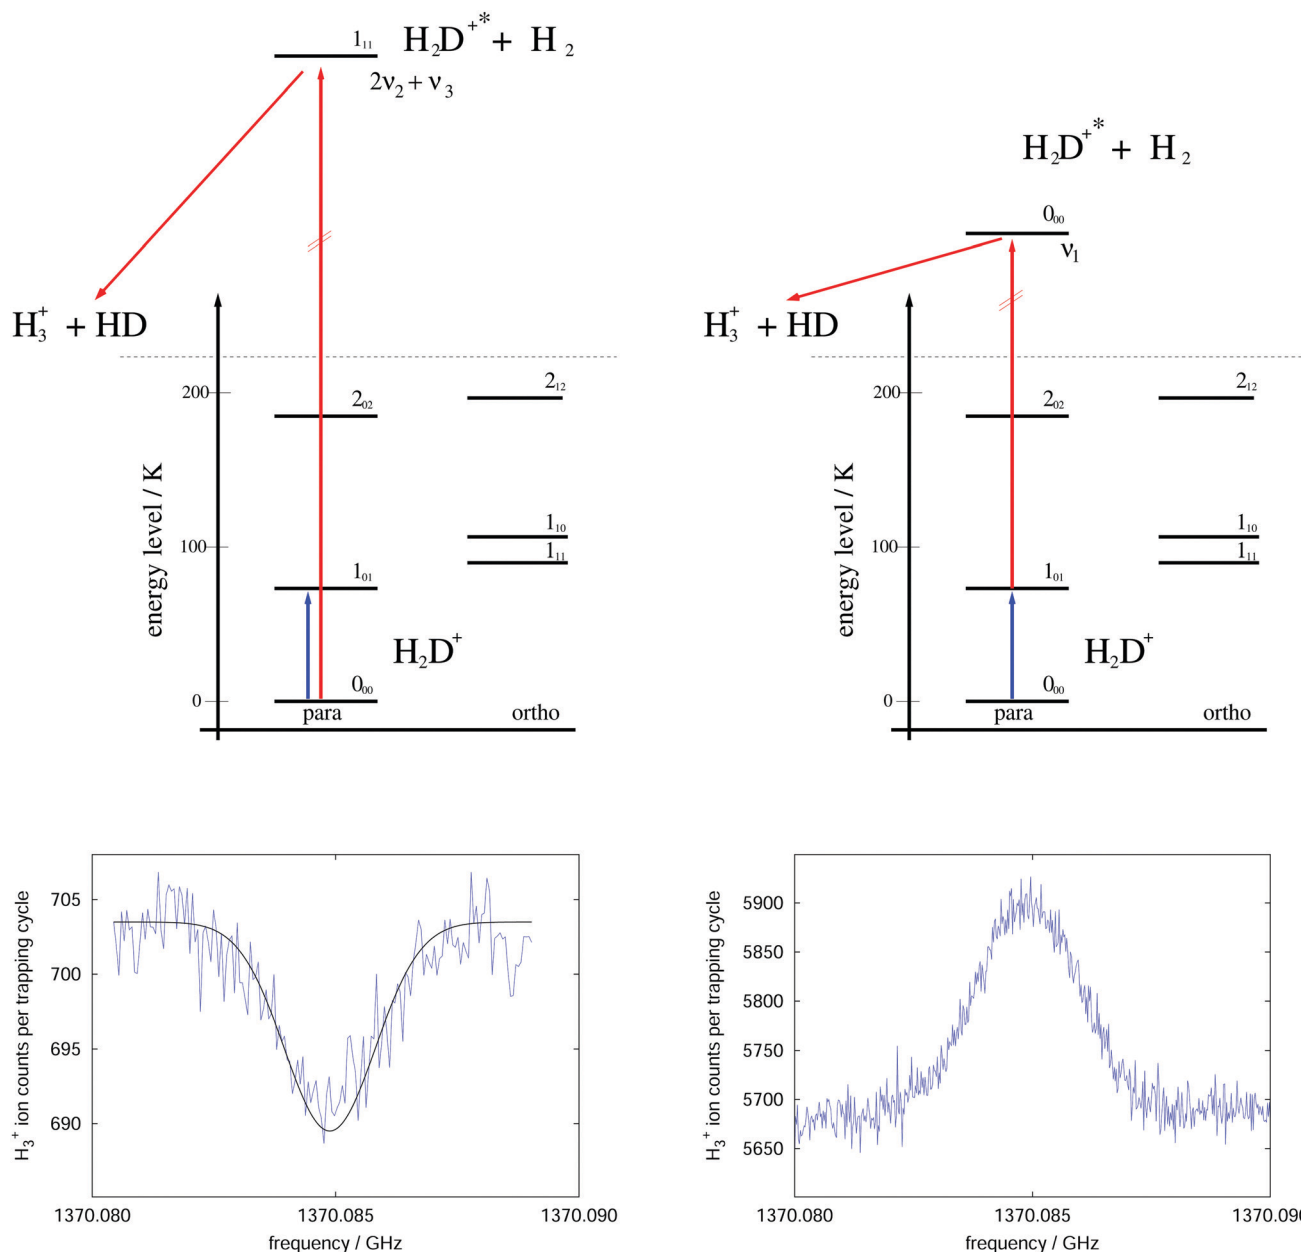 1₁₁ H₂D⁺* + H₂
2ν₂ + ν₃
H₃⁺ + HD
energy level / K
200
100
0
2₀₂
1₀₁
0₀₀
2₁₂
1₁₀
1₁₁
H₂D⁺
para ortho
H₂D⁺* + H₂
0₀₀
ν₁
H₃⁺ + HD
energy level / K
200
100
0
2₀₂
1₀₁
0₀₀
2₁₂
1₁₀
1₁₁
H₂D⁺
para ortho
H₃⁺ ion counts per trapping cycle
705
700
695
690
1370.080 1370.085 1370.090
frequency / GHz
H₃⁺ ion counts per trapping cycle
5900
5850
5800
5750
5700
5650
5600
1370.080 1370.085 1370.09
frequency / GHz